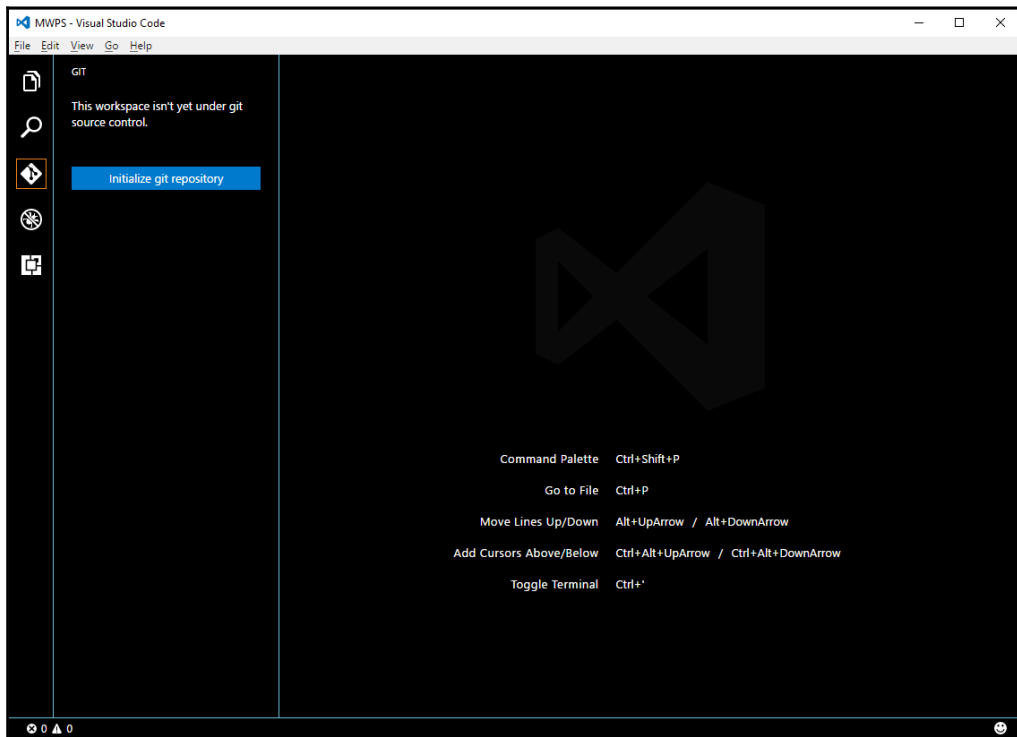 MWPS - Visual Studio Code
File Edit View Go Help
GIT
This workspace isn't yet under git
source control.
Initialize git repository
Command Palette Ctrl+Shift+P
Go to File Ctrl+P
Move Lines Up/Down Alt+UpArrow / Alt+DownArrow
Add Cursors Above/Below Ctrl+Alt+UpArrow / Ctrl+Alt+DownArrow
Toggle Terminal Ctrl+'
0 0